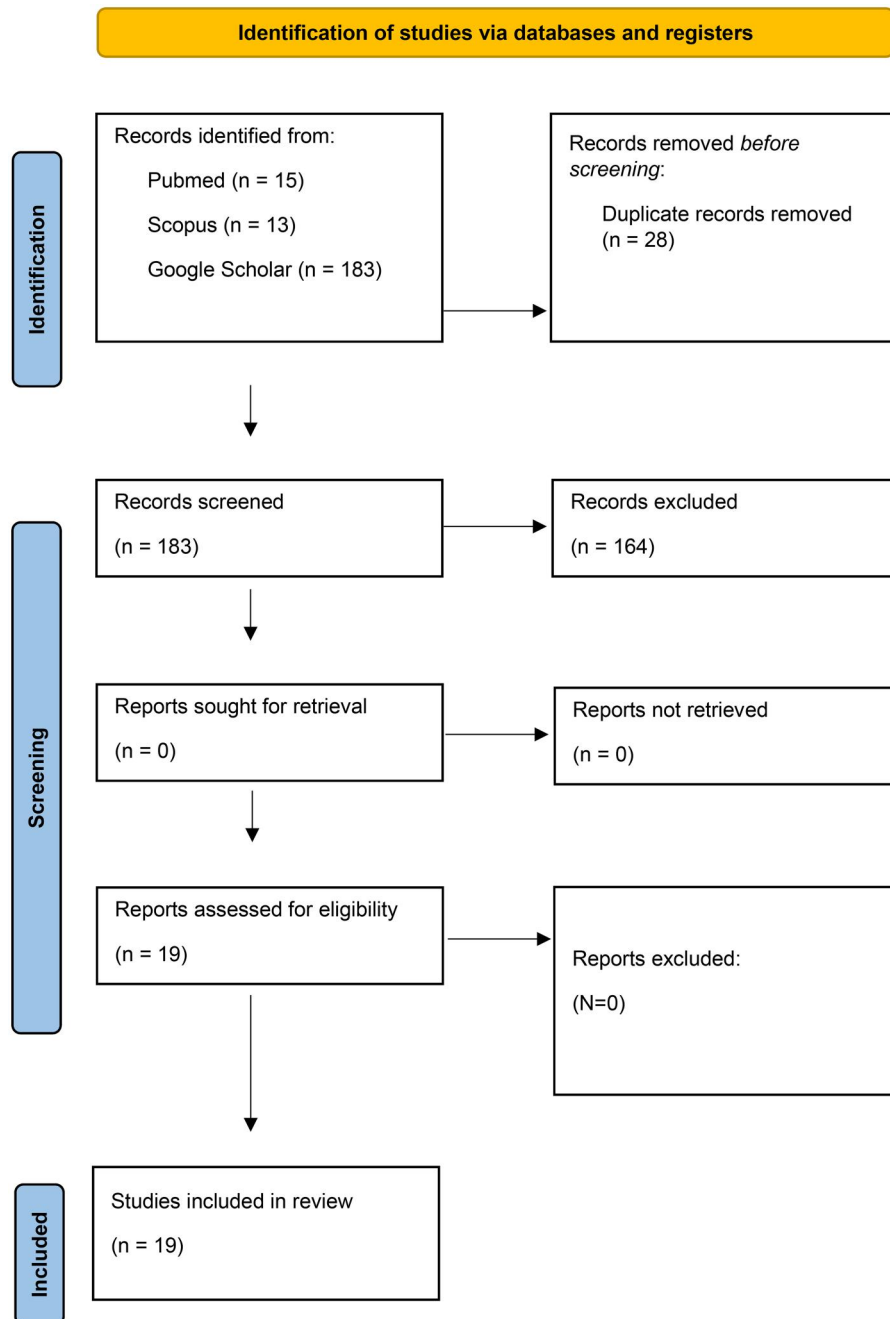 Identification of studies via databases and registers
Identification
Records identified from:
Pubmed (n = 15)
Scopus (n = 13)
Google Scholar (n = 183)
Records removed before
screening:
Duplicate records removed
(n = 28)
Screening
Records screened
(n = 183)
Records excluded
(n = 164)
Reports sought for retrieval
(n = 0)
Reports not retrieved
(n = 0)
Reports assessed for eligibility
(n = 19)
Reports excluded:
(N=0)
Included
Studies included in review
(n = 19)